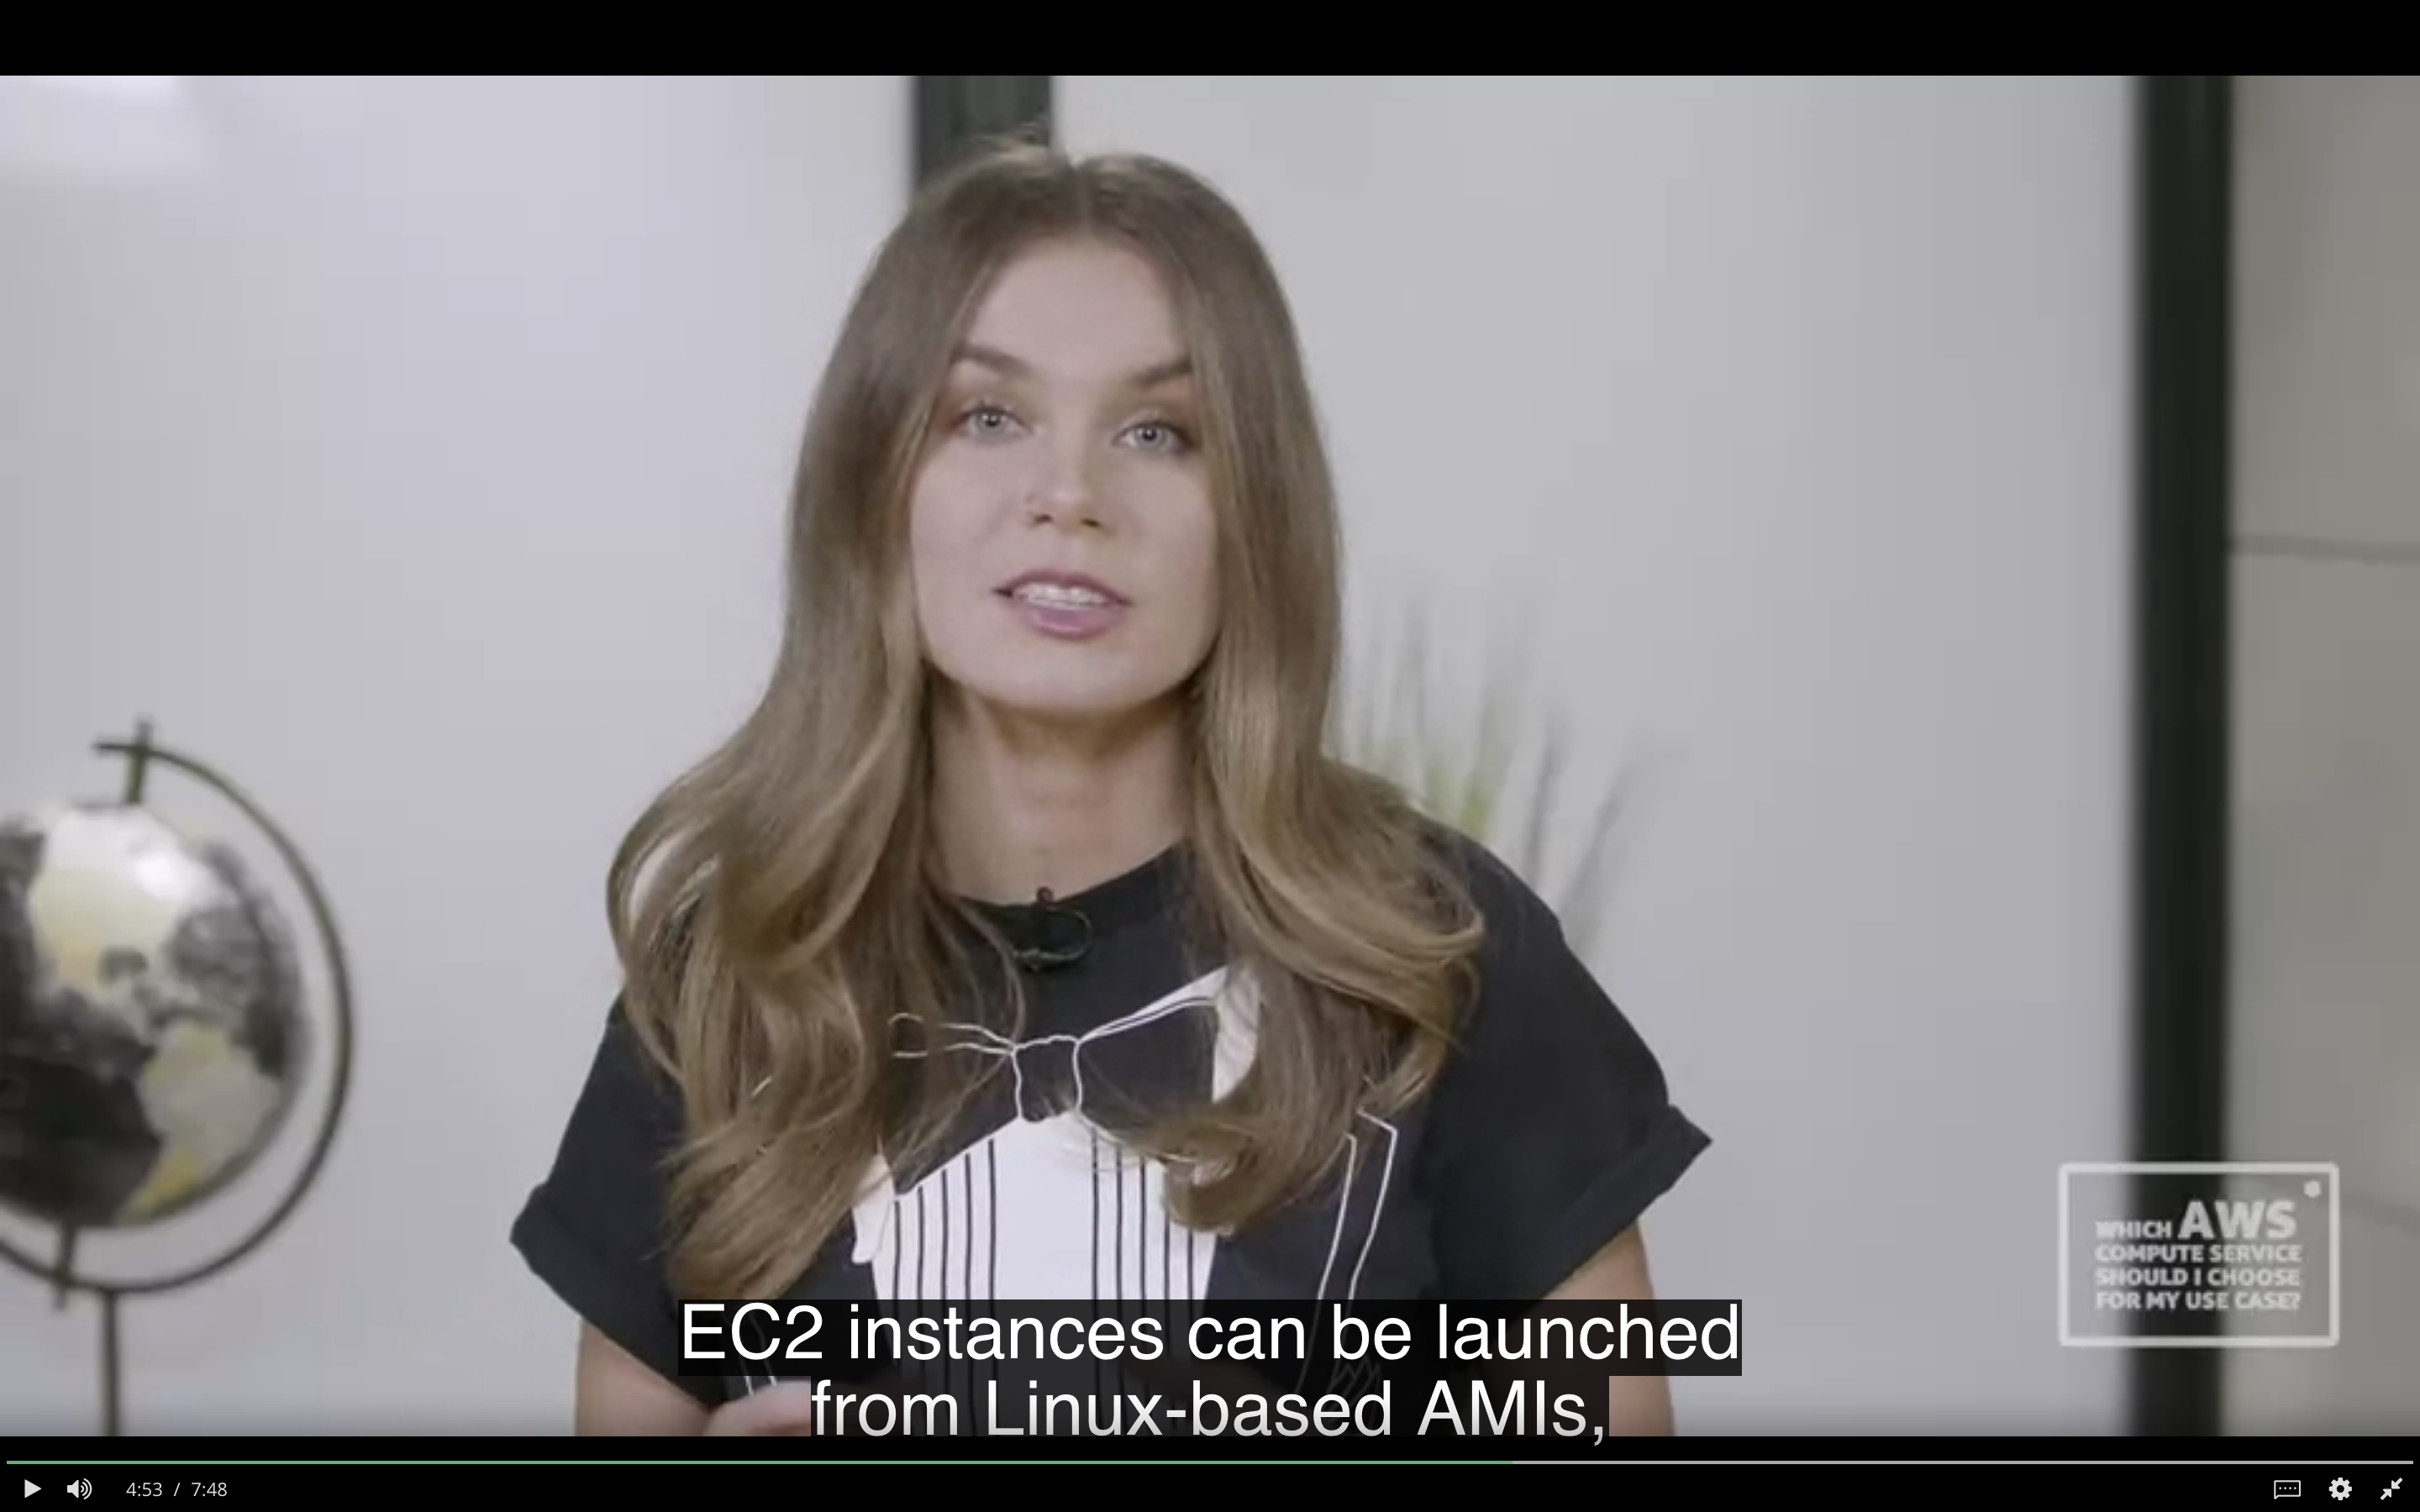 WHICH AWS
COMPUTE SERVICE
SHOULD I CHOOSE
FOR MY USE CASE?
EC2 instances can be launched
from Linux-based AMIs,
4:53 / 7:48